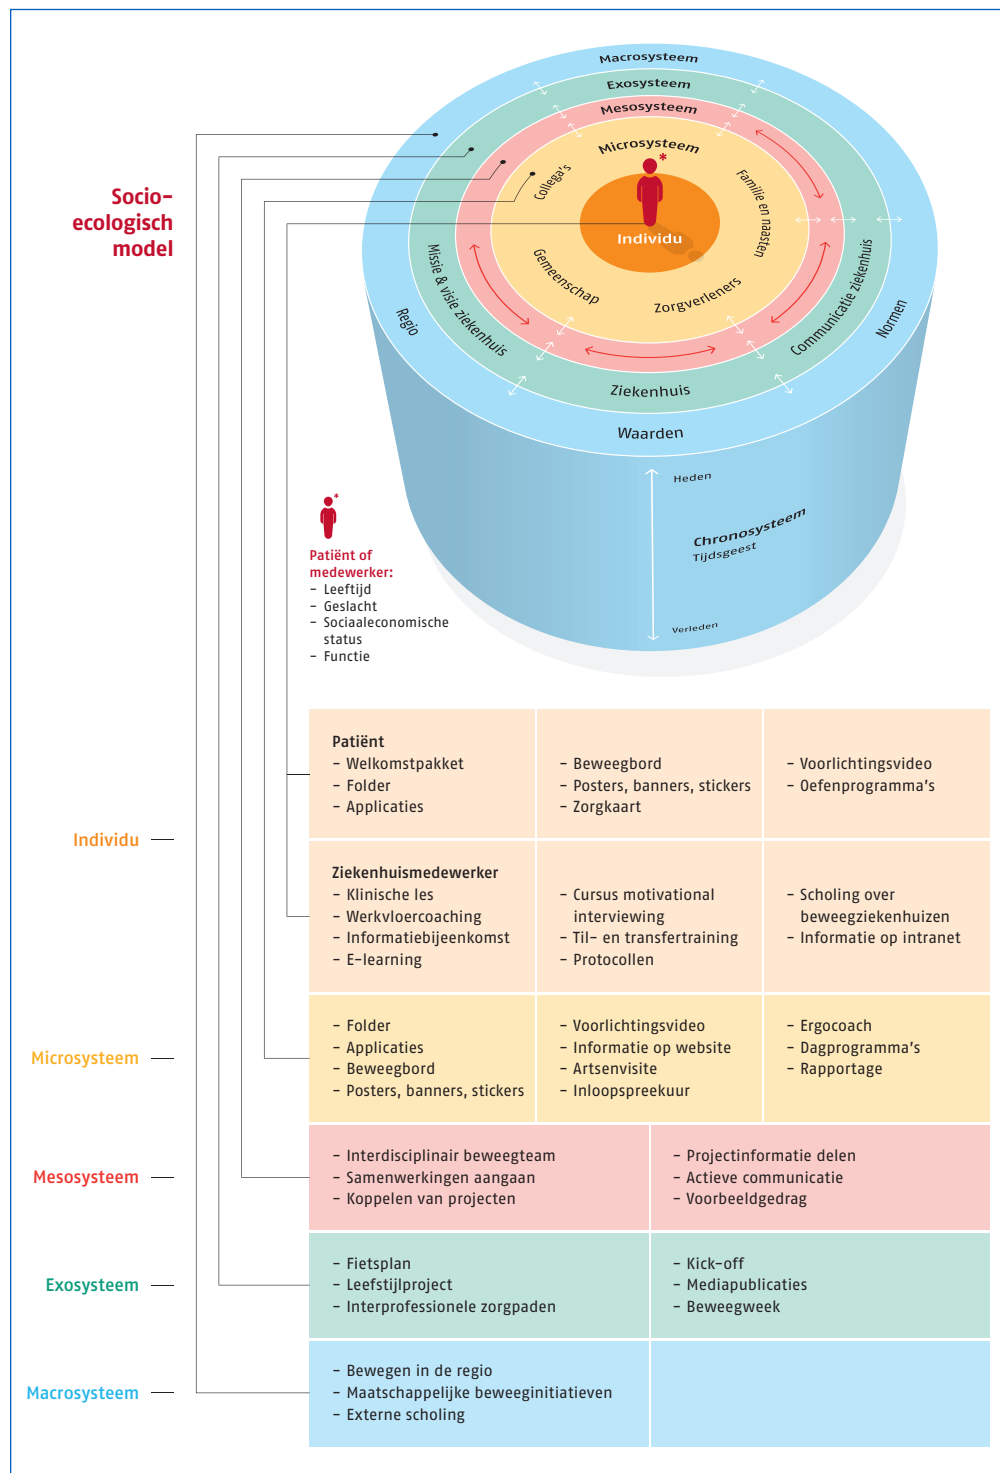 Socio-
ecologisch
model
Macrosysteem
Exosysteem
Mesosysteem
Microsysteem
*
Collega's
Familie en naasten
Individu
Gemeenschap
Zorgverleners
Missie & visie ziekenhuis
Communicatie ziekenhuis
Ziekenhuis
Regio
Normen
Waarden
Heden
Chronosysteem
Tijdsgeest
Verleden
*
Patiënt of
medewerker:
– Leeftijd
– Geslacht
– Sociaaleconomische
status
– Functie
Individu
Patiënt
– Welkomstpakket
– Folder
– Applicaties
– Beweegbord
– Posters, banners, stickers
– Zorgkaart
– Voorlichtingsvideo
– Oefenprogramma's
Ziekenhuismedewerker
– Klinische les
– Werkvloercoaching
– Informatiebijeenkomst
– E-learning
– Cursus motivational
interviewing
– Til- en transfertraining
– Protocollen
– Scholing over
beweegziekenhuizen
– Informatie op intranet
Microsysteem
– Folder
– Applicaties
– Beweegbord
– Posters, banners, stickers
– Voorlichtingsvideo
– Informatie op website
– Artsenvisite
– Inloopspreekuur
– Ergocoach
– Dagprogramma's
– Rapportage
Mesosysteem
– Interdisciplinair beweegteam
– Samenwerkingen aangaan
– Koppelen van projecten
– Projectinformatie delen
– Actieve communicatie
– Voorbeeldgedrag
Exosysteem
– Fietsplan
– Leefstijlproject
– Interprofessionele zorgpaden
– Kick-off
– Mediapublicaties
– Beweegweek
Macrosysteem
– Bewegen in de regio
– Maatschappelijke beweeginitiatieven
– Externe scholing